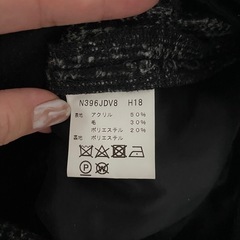 N396JDV8 H18
表地 アクリル 50%
毛 30%
ポリエステル 20%
裏地 ポリエステル
P